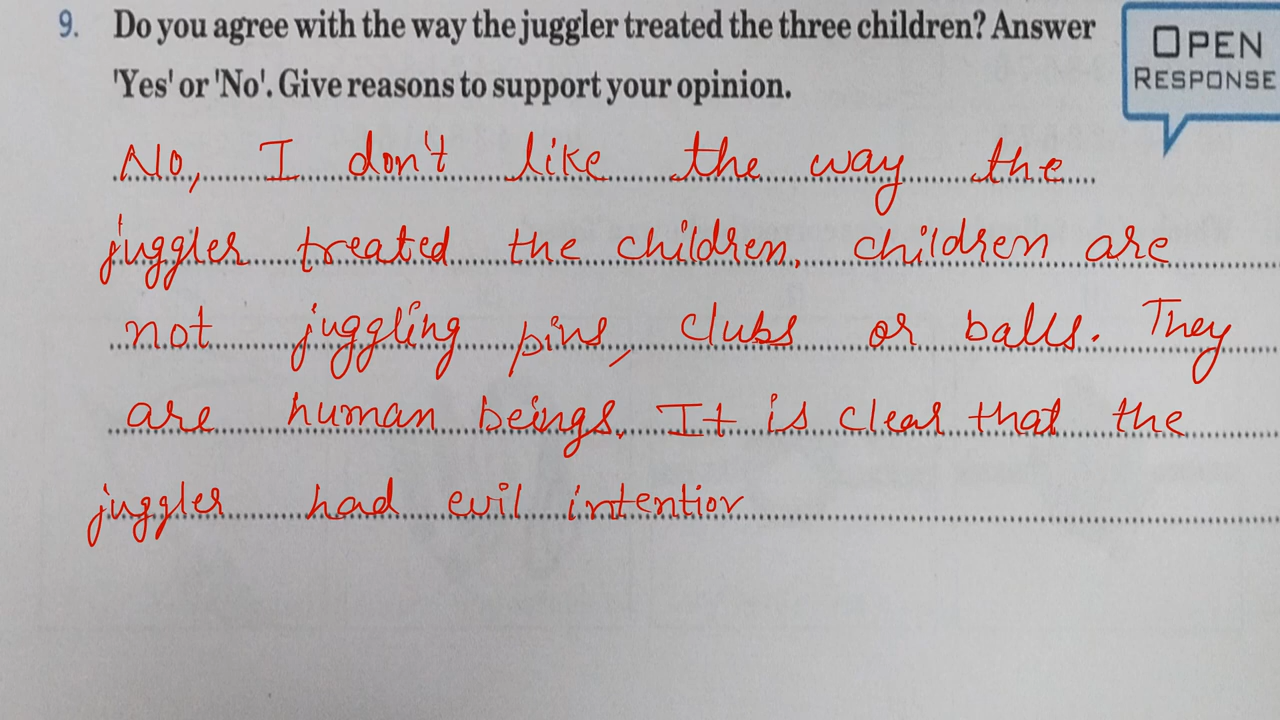 9. Do you agree with the way the juggler treated the three children? Answer
'Yes' or 'No'. Give reasons to support your opinion.
OPEN
RESPONSE
No, I don't like the way the
juggler treated the children. children are
not juggling pins, clubs or balls. They
are human beings. It is clear that the
juggler had evil intention